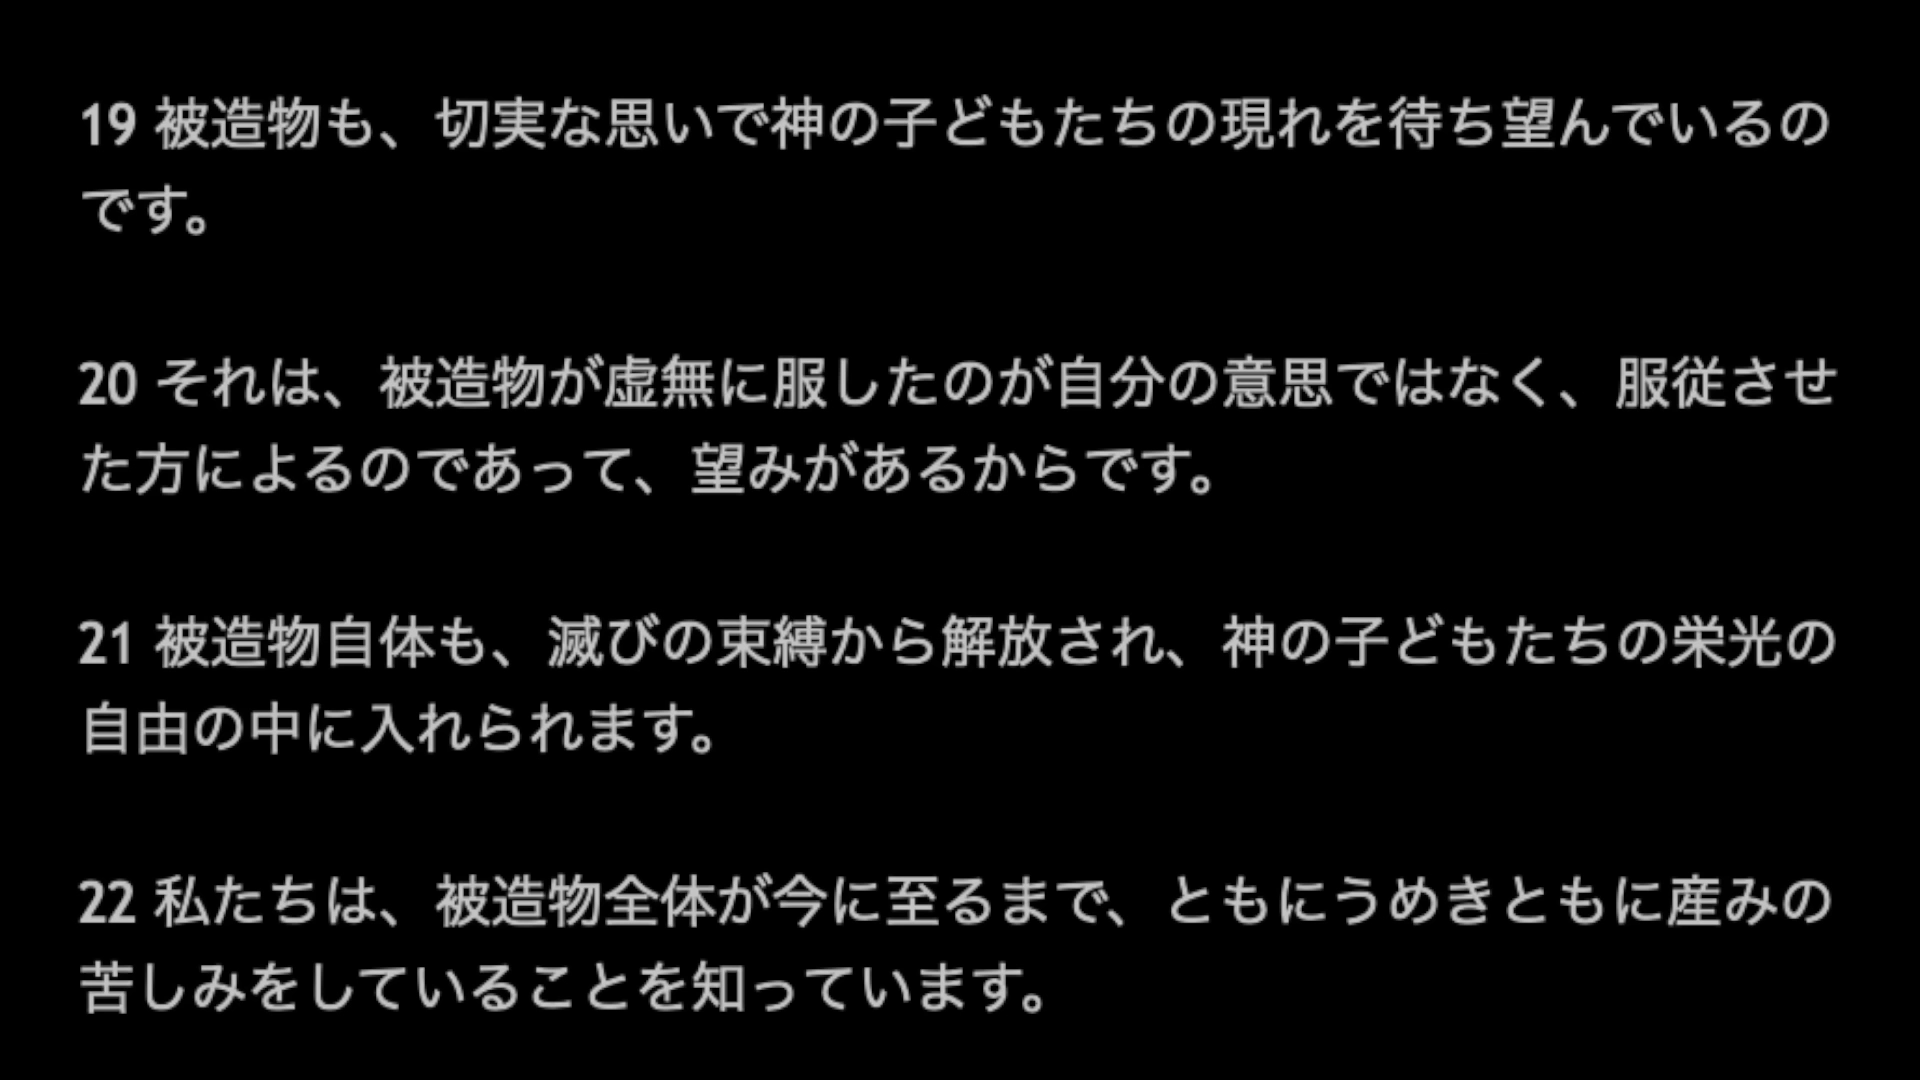 19 被造物も、切実な思いで神の子どもたちの現れを待ち望んでいるの
です。
20 それは、被造物が虚無に服したのが自分の意思ではなく、服従させ
た方によるのであって、望みがあるからです。
21 被造物自体も、滅びの束縛から解放され、神の子どもたちの栄光の
自由の中に入れられます。
22 私たちは、被造物全体が今に至るまで、ともにうめきともに産みの
苦しみをしていることを知っています。